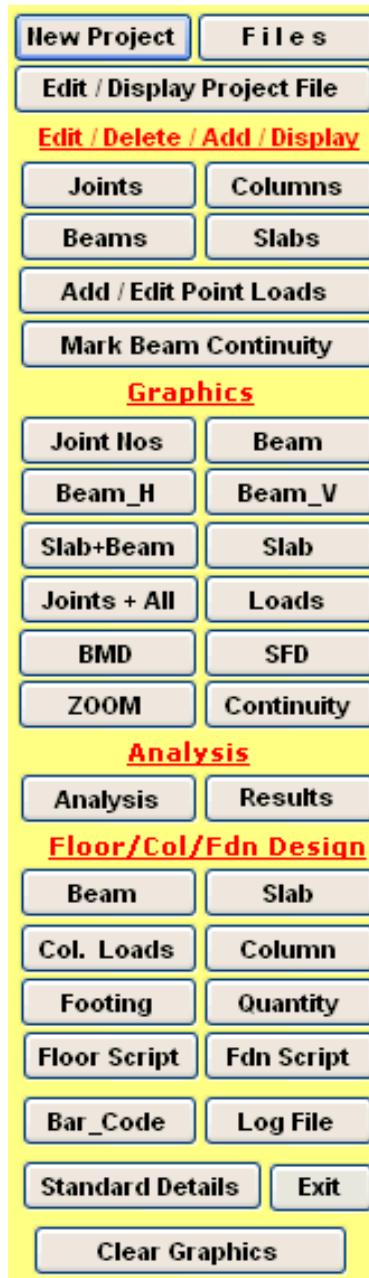 New Project Files
Edit / Display Project File
Edit / Delete / Add / Display
Joints Columns
Beams Slabs
Add / Edit Point Loads
Mark Beam Continuity
Graphics
Joint Nos Beam
Beam_H Beam_V
Slab+Beam Slab
Joints + All Loads
BMD SFD
ZOOM Continuity
Analysis
Analysis Results
Floor/Col/Fdn Design
Beam Slab
Col. Loads Column
Footing Quantity
Floor Script Fdn Script
Bar_Code Log File
Standard Details Exit
Clear Graphics